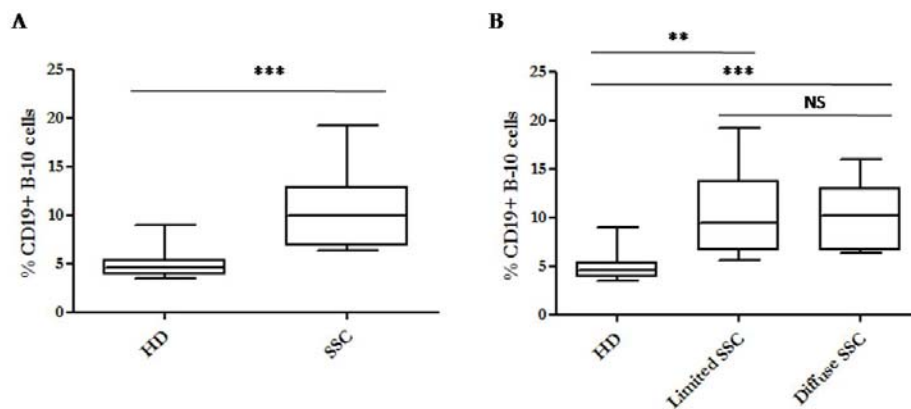 A
***
% CD19+ B-10 cells
25
20
15
10
5
0
HD
SSC
B
**
***
NS
% CD19+ B-10 cells
25
20
15
10
5
0
HD
Limited SSC
Diffuse SSC